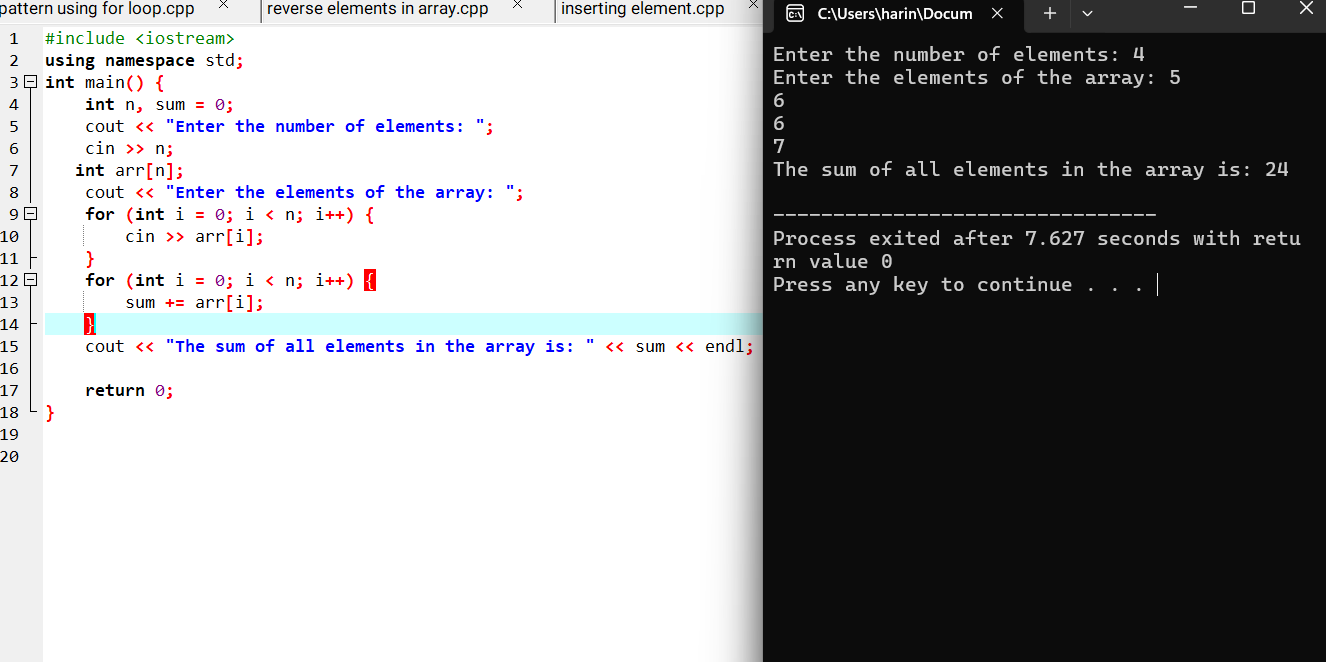 pattern using for loop.cpp × reverse elements in array.cpp × inserting element.cpp ×
1 #include <iostream>
2 using namespace std;
3 int main() {
4 int n, sum = 0;
5 cout << "Enter the number of elements: ";
6 cin >> n;
7 int arr[n];
8 cout << "Enter the elements of the array: ";
9 for (int i = 0; i < n; i++) {
10 cin >> arr[i];
11 }
12 for (int i = 0; i < n; i++) {
13 sum += arr[i];
14 }
15 cout << "The sum of all elements in the array is: " << sum << endl;
16
17 return 0;
18 }
19
20
C:\Users\harin\Docum
Enter the number of elements: 4
Enter the elements of the array: 5
6
6
7
The sum of all elements in the array is: 24
--------------------------------
Process exited after 7.627 seconds with retu
rn value 0
Press any key to continue . . .